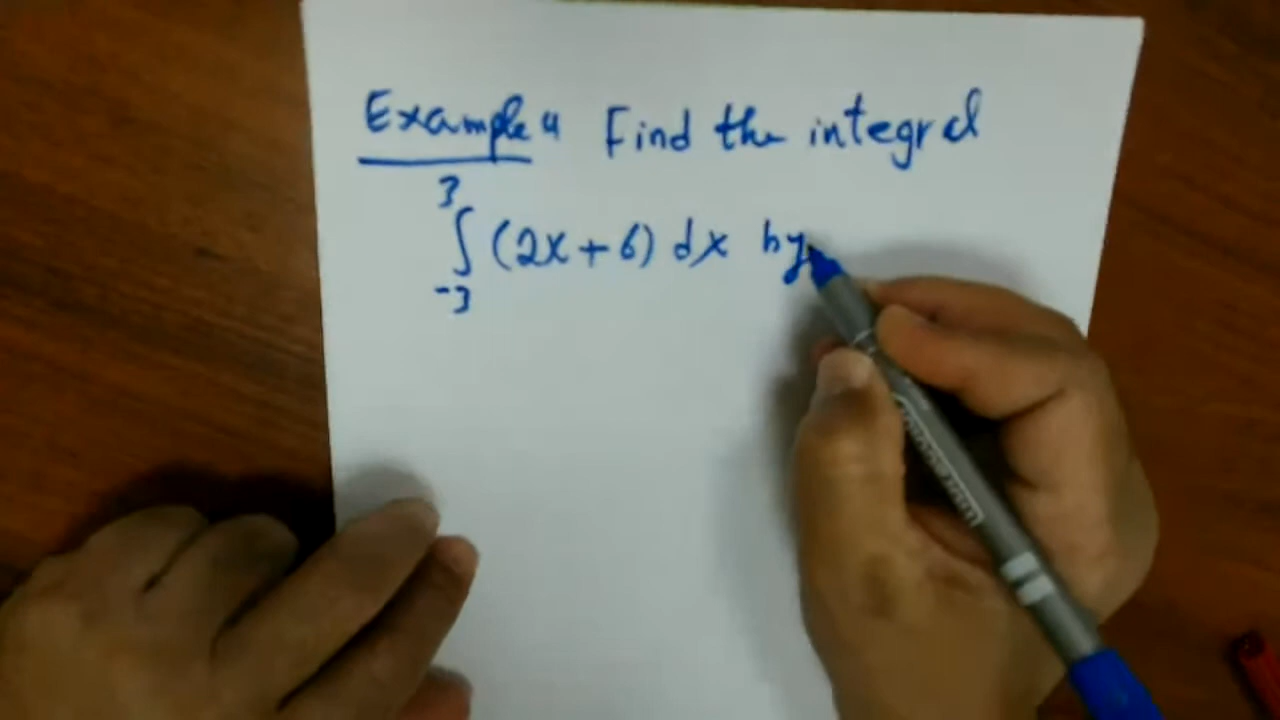 Example 4 Find the integral
3
∫ (2x + 6) dx by
-3